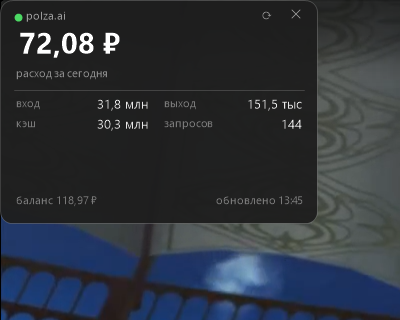 polza.ai
72,08 ₽
расход за сегодня
вход 31,8 млн выход 151,5 тыс
кэш 30,3 млн запросов 144
баланс 118,97 ₽ обновлено 13:45